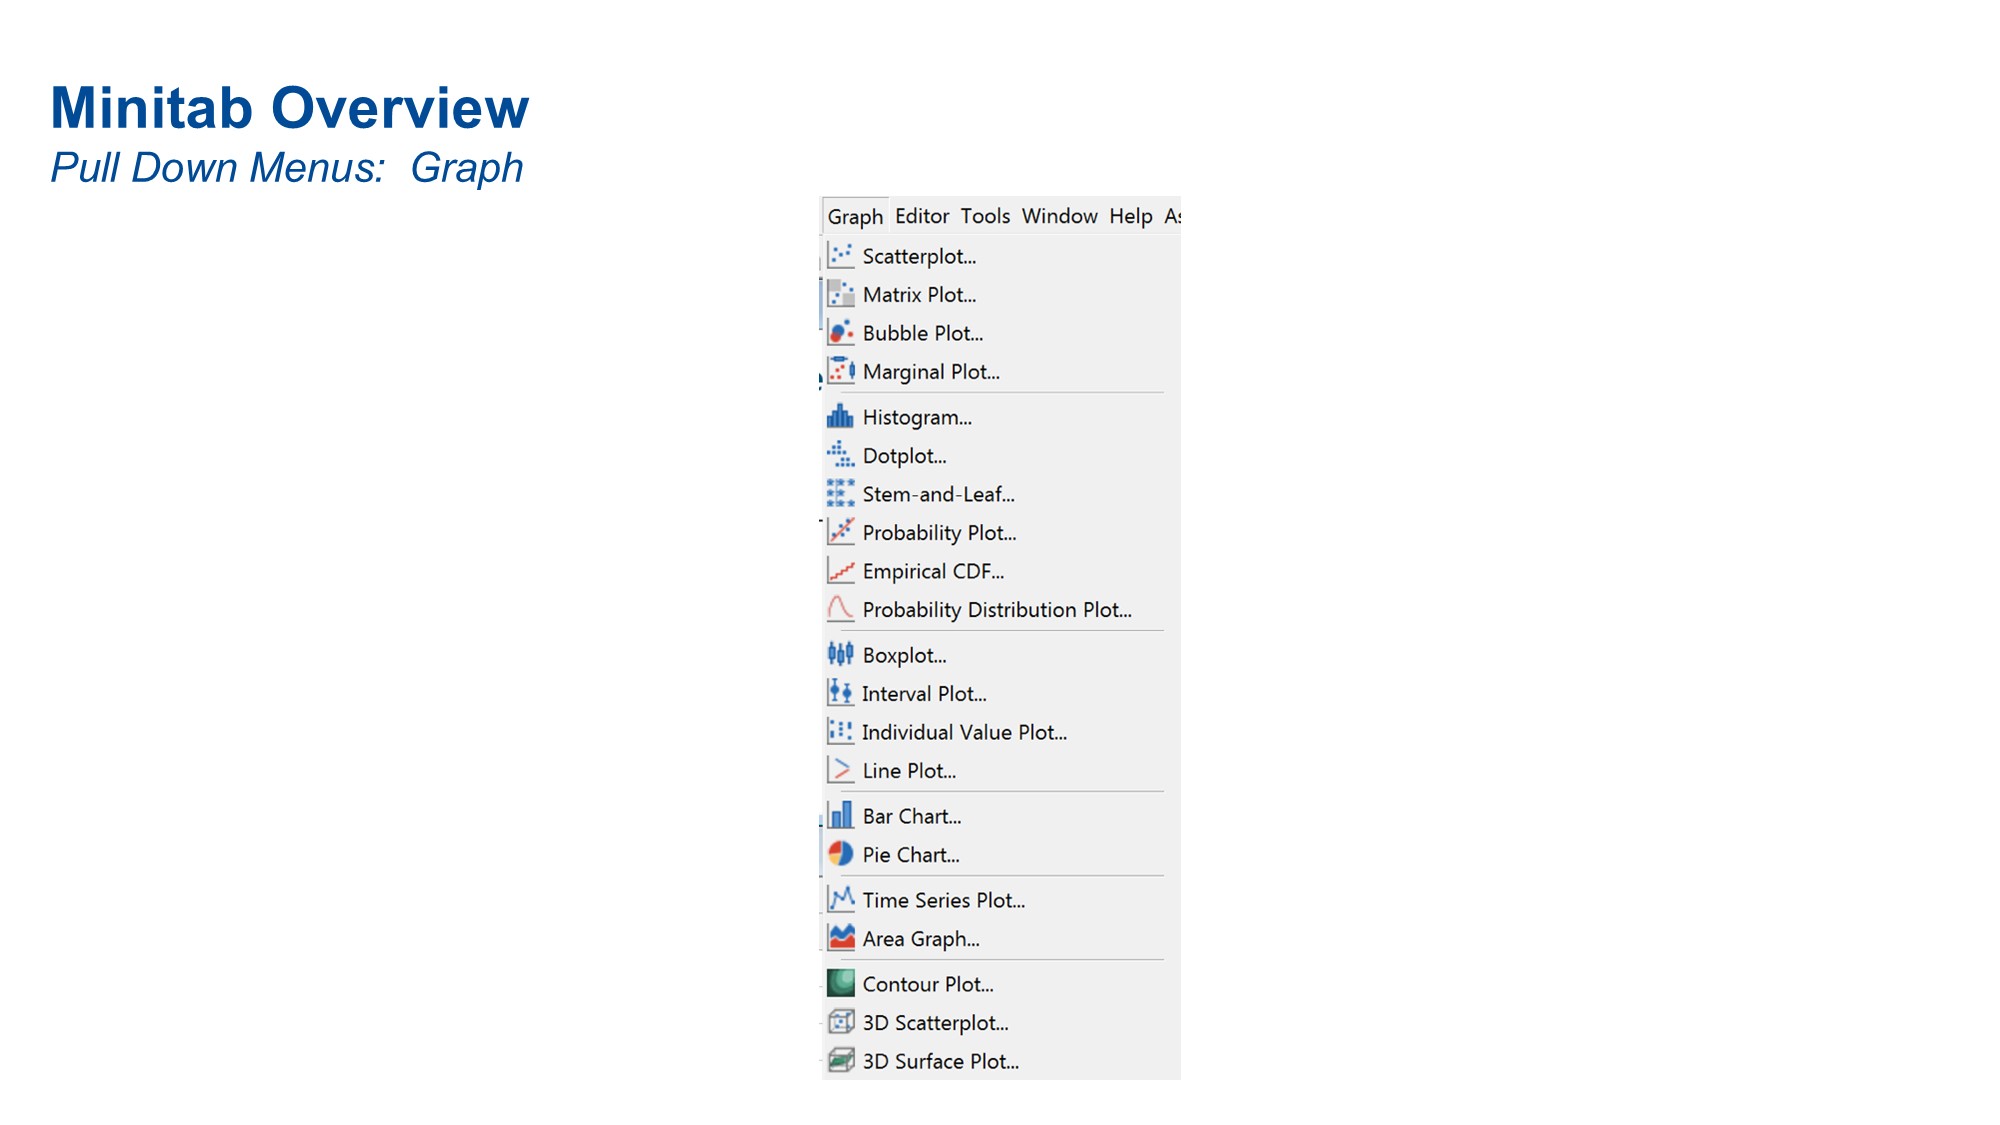 Minitab Overview
Pull Down Menus:  Graph
Graph Editor Tools Window Help
Scatterplot...
Matrix Plot...
Bubble Plot...
Marginal Plot...
Histogram...
Dotplot...
Stem-and-Leaf...
Probability Plot...
Empirical CDF...
Probability Distribution Plot...
Boxplot...
Interval Plot...
Individual Value Plot...
Line Plot...
Bar Chart...
Pie Chart...
Time Series Plot...
Area Graph...
Contour Plot...
3D Scatterplot...
3D Surface Plot...